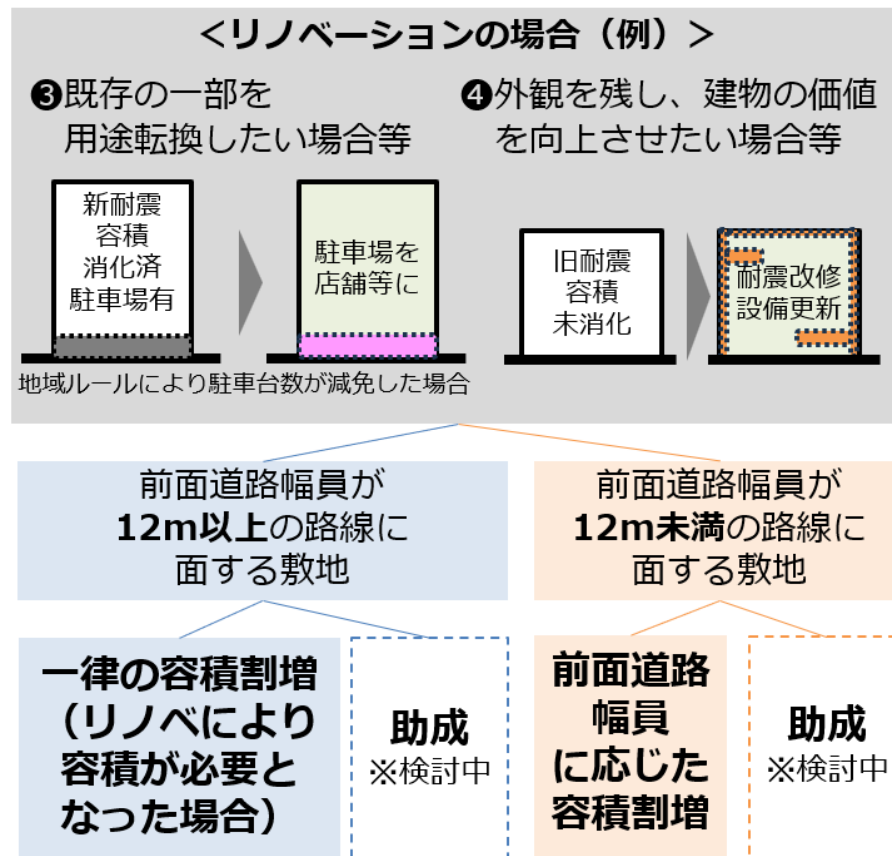 ＜リノベーションの場合（例）＞
❸既存の一部を
用途転換したい場合等
新耐震
容積
消化済
駐車場有
駐車場を
店舗等に
地域ルールにより駐車台数が減免した場合
❹外観を残し、建物の価値
を向上させたい場合等
旧耐震
容積
未消化
耐震改修
設備更新
前面道路幅員が
12m以上の路線に
面する敷地
前面道路幅員が
12m未満の路線に
面する敷地
一律の容積割増
（リノベにより
容積が必要と
なった場合）
助成
※検討中
前面道路
幅員
に応じた
容積割増
助成
※検討中